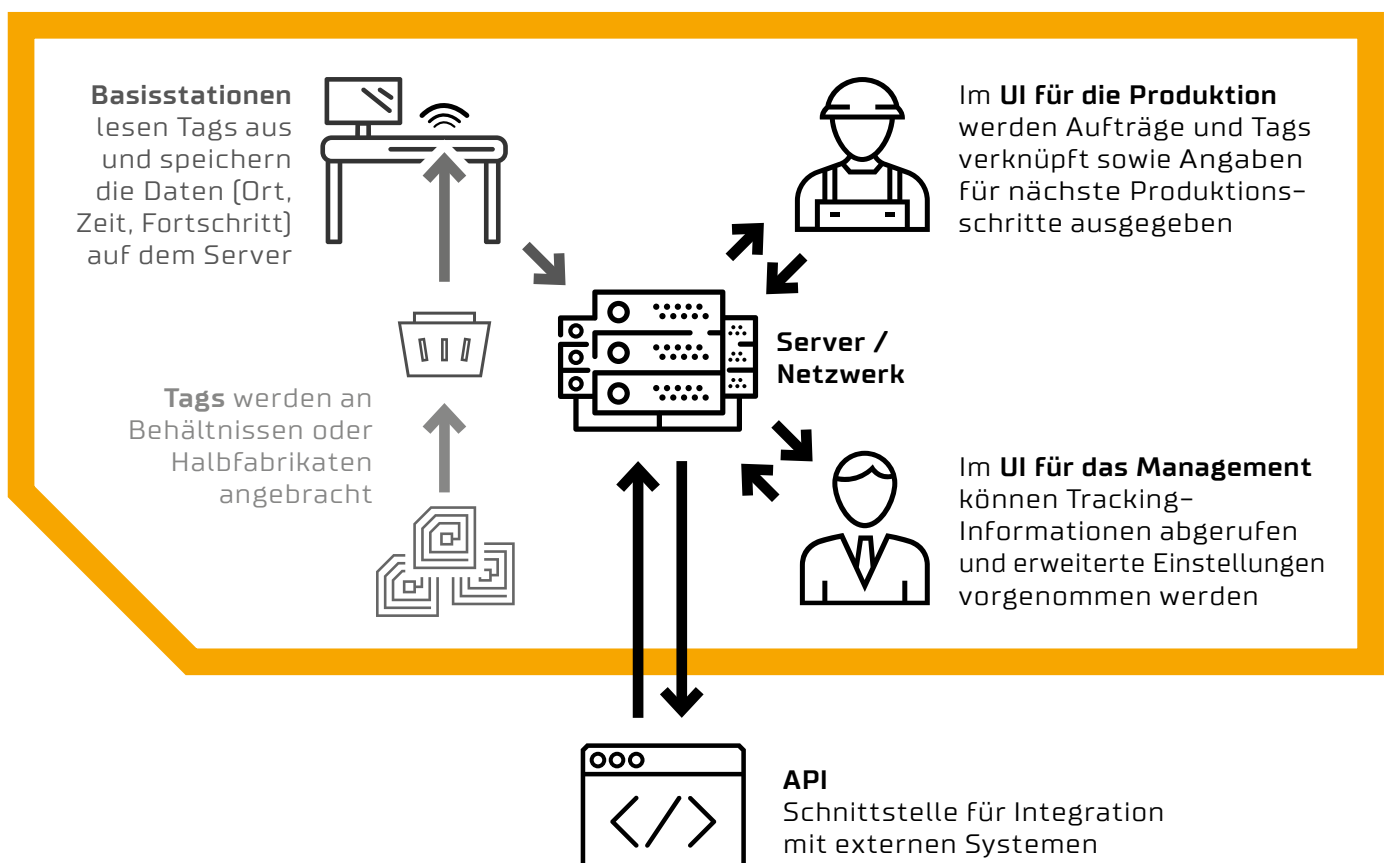 Basisstationen
lesen Tags aus
und speichern
die Daten (Ort,
Zeit, Fortschritt)
auf dem Server
Im UI für die Produktion
werden Aufträge und Tags
verknüpft sowie Angaben
für nächste Produktions-
schritte ausgegeben
Server /
Netzwerk
Tags werden an
Behältnissen oder
Halbfabrikaten
angebracht
Im UI für das Management
können Tracking-
Informationen abgerufen
und erweiterte Einstellungen
vorgenommen werden
</>
API
Schnittstelle für Integration
mit externen Systemen